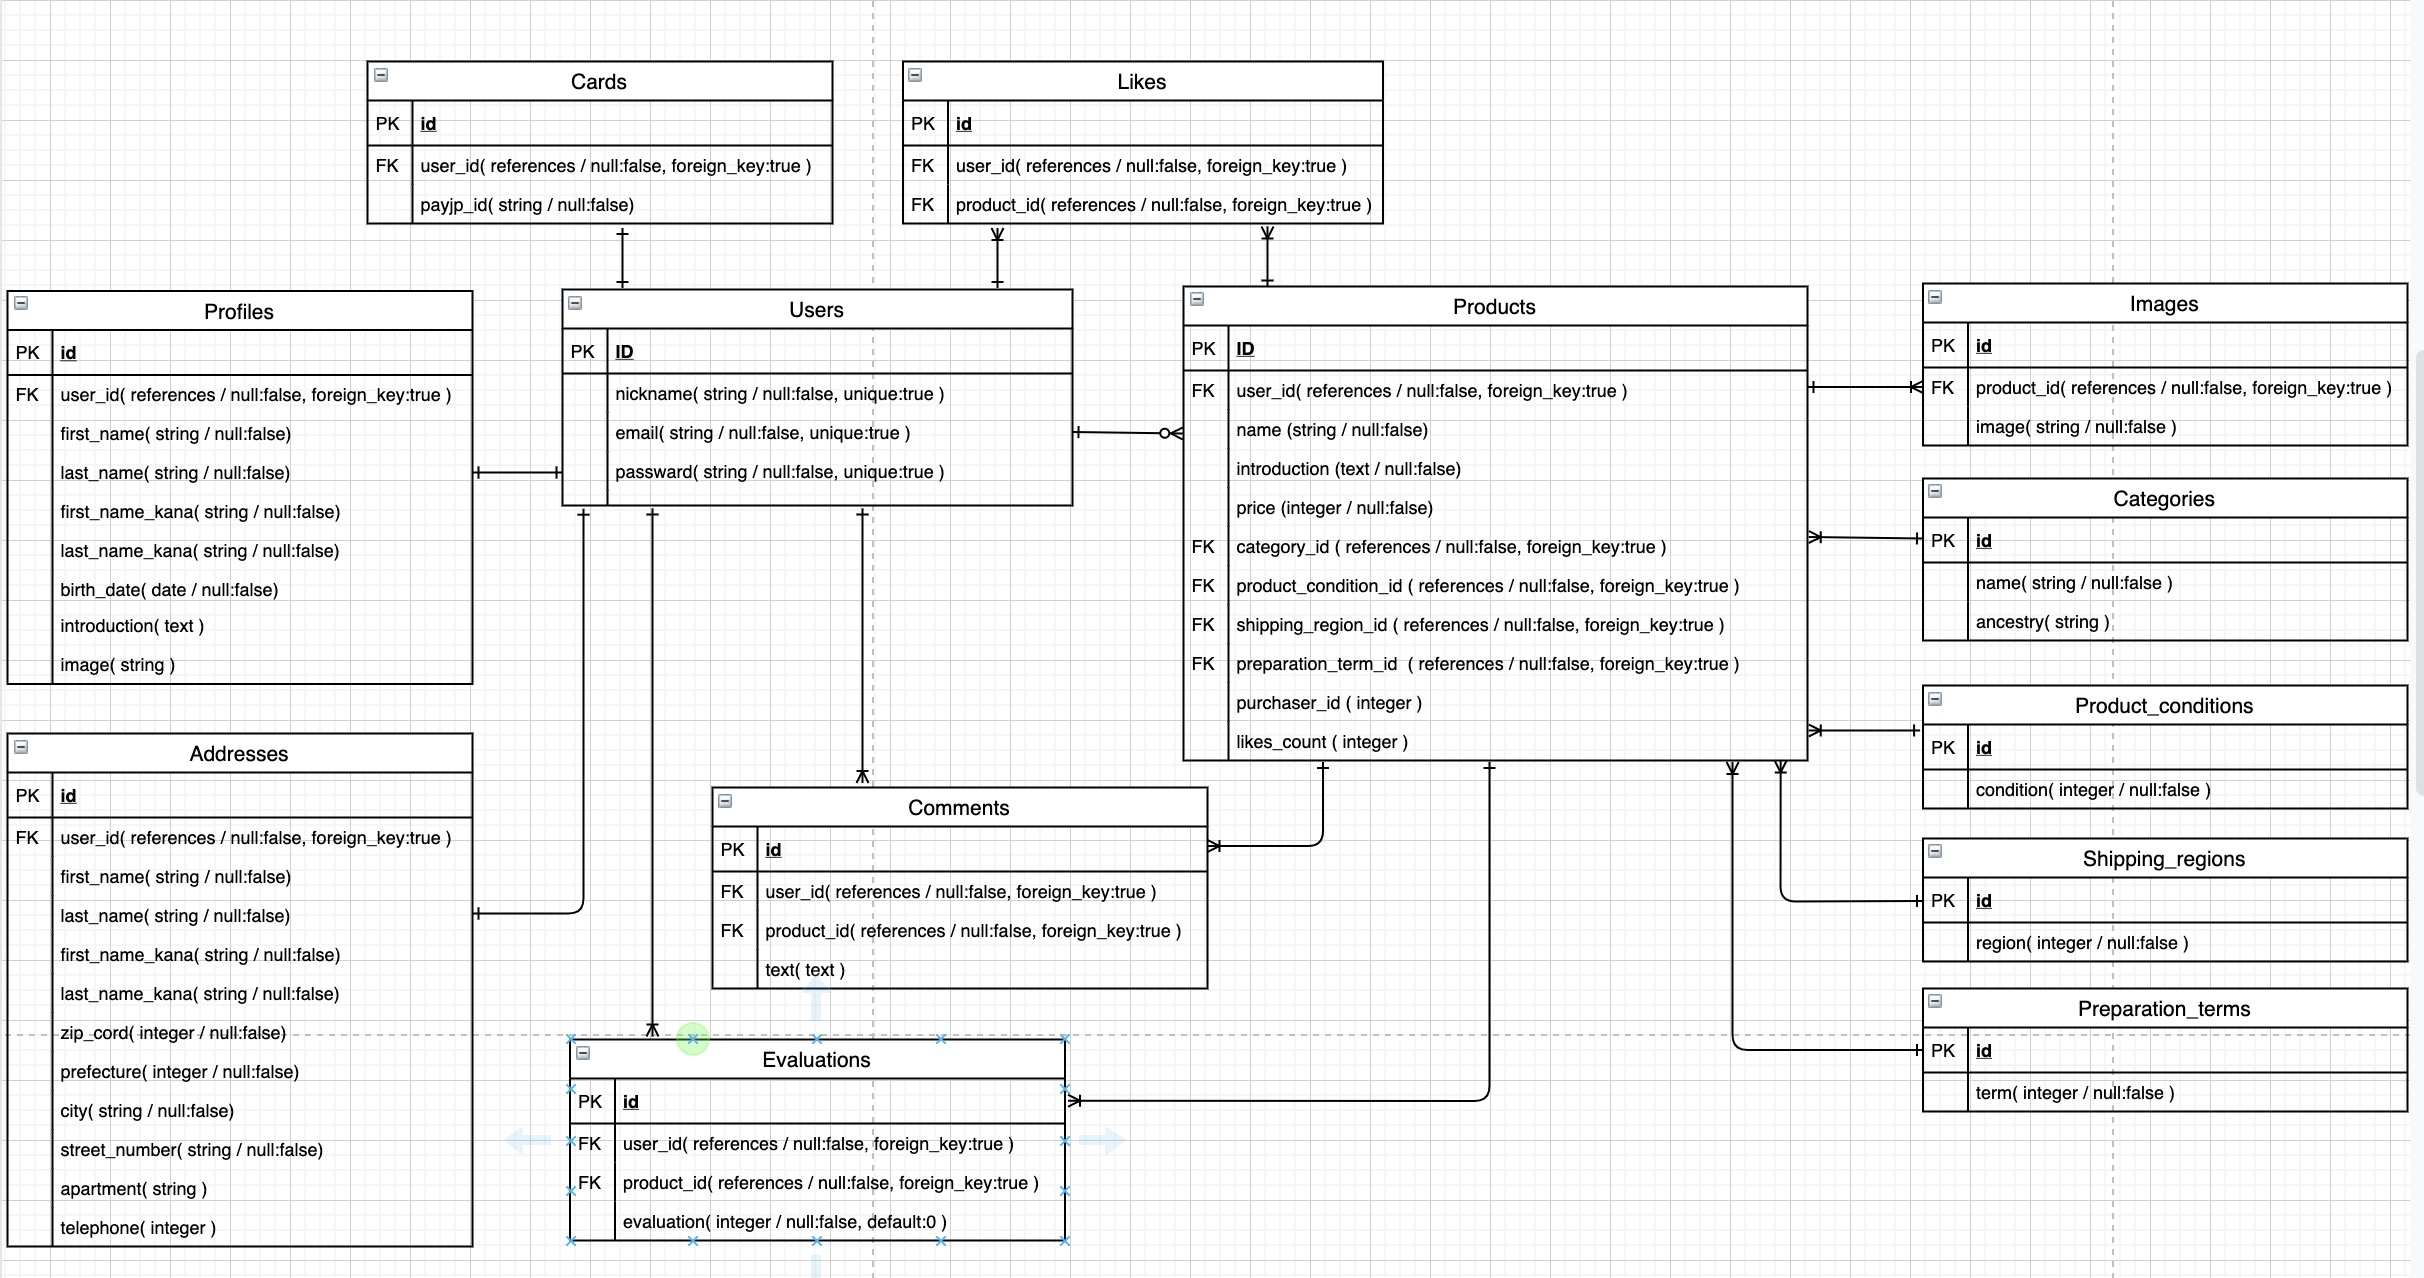 Cards
PK id
FK user_id( references / null:false, foreign_key:true )
payjp_id( string / null:false)
Likes
PK id
FK user_id( references / null:false, foreign_key:true )
FK product_id( references / null:false, foreign_key:true )
Profiles
PK id
FK user_id( references / null:false, foreign_key:true )
first_name( string / null:false)
last_name( string / null:false)
first_name_kana( string / null:false)
last_name_kana( string / null:false)
birth_date( date / null:false)
introduction( text )
image( string )
Users
PK ID
nickname( string / null:false, unique:true )
email( string / null:false, unique:true )
passward( string / null:false, unique:true )
Products
PK ID
FK user_id( references / null:false, foreign_key:true )
name (string / null:false)
introduction (text / null:false)
price (integer / null:false)
FK category_id ( references / null:false, foreign_key:true )
FK product_condition_id ( references / null:false, foreign_key:true )
FK shipping_region_id ( references / null:false, foreign_key:true )
FK preparation_term_id ( references / null:false, foreign_key:true )
purchaser_id ( integer )
likes_count ( integer )
Images
PK id
FK product_id( references / null:false, foreign_key:true )
image( string / null:false )
Categories
PK id
name( string / null:false )
ancestry( string )
Product_conditions
PK id
condition( integer / null:false )
Shipping_regions
PK id
region( integer / null:false )
Preparation_terms
PK id
term( integer / null:false )
Addresses
PK id
FK user_id( references / null:false, foreign_key:true )
first_name( string / null:false)
last_name( string / null:false)
first_name_kana( string / null:false)
last_name_kana( string / null:false)
zip_cord( integer / null:false)
prefecture( integer / null:false)
city( string / null:false)
street_number( string / null:false)
apartment( string )
telephone( integer )
Comments
PK id
FK user_id( references / null:false, foreign_key:true )
FK product_id( references / null:false, foreign_key:true )
text( text )
Evaluations
PK id
FK user_id( references / null:false, foreign_key:true )
FK product_id( references / null:false, foreign_key:true )
evaluation( integer / null:false, default:0 )